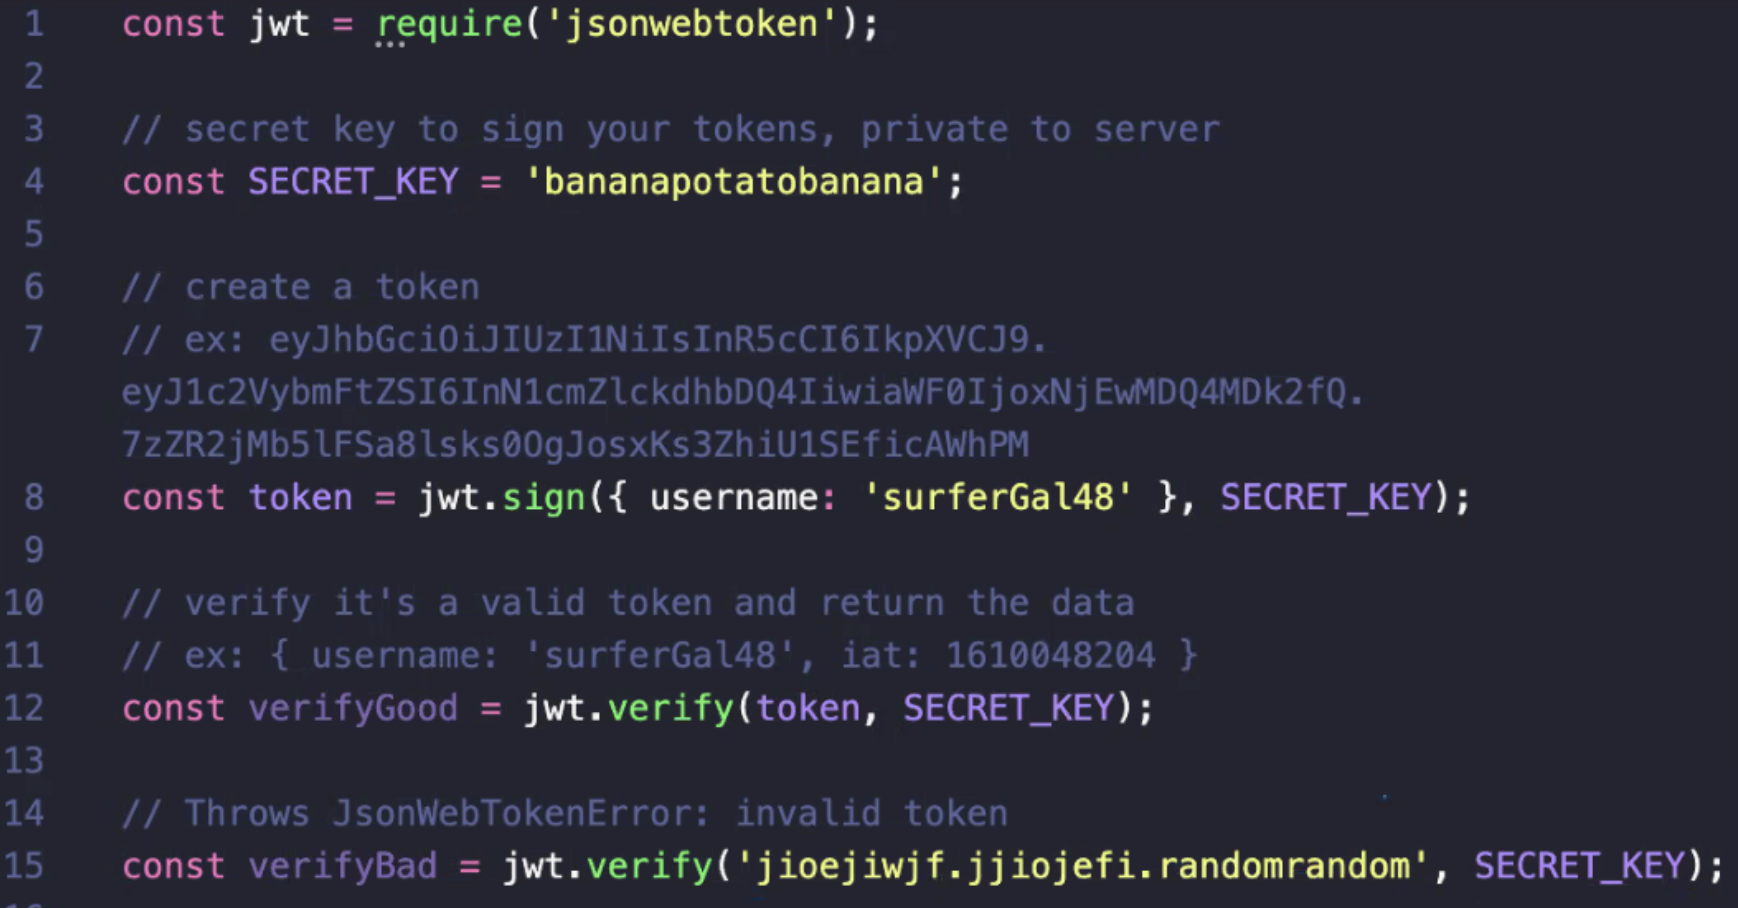 1 const jwt = require('jsonwebtoken');
2
3 // secret key to sign your tokens, private to server
4 const SECRET_KEY = 'bananapotatobanana';
5
6 // create a token
7 // ex: eyJhbGciOiJIUzI1NiIsInR5cCI6IkpXVCJ9.
eyJ1c2VybmFtZSI6InN1cmZlckdhbDQ4IiwiaWF0IjoxNjEwMDQ4MDk2fQ.
7zZR2jMb5lFSa8lsks0OgJosxKs3ZhiU1SEficAWhPM
8 const token = jwt.sign({ username: 'surferGal48' }, SECRET_KEY);
9
10 // verify it's a valid token and return the data
11 // ex: { username: 'surferGal48', iat: 1610048204 }
12 const verifyGood = jwt.verify(token, SECRET_KEY);
13
14 // Throws JsonWebTokenError: invalid token
15 const verifyBad = jwt.verify('jioejiwjf.jjiojefi.randomrandom', SECRET_KEY);